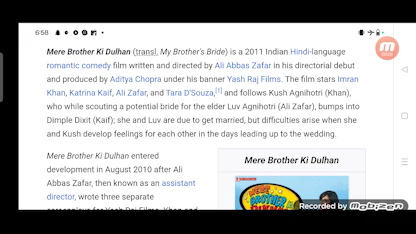 6:58
Mere Brother Ki Dulhan (transl. My Brother's Bride) is a 2011 Indian Hindi-language
romantic comedy film written and directed by Ali Abbas Zafar in his directorial debut
and produced by Aditya Chopra under his banner Yash Raj Films. The film stars Imran
Khan, Katrina Kaif, Ali Zafar, and Tara D'Souza,[1] and follows Kush Agnihotri (Khan),
who while scouting a potential bride for the elder Luv Agnihotri (Ali Zafar), bumps into
Dimple Dixit (Kaif); she and Luv are due to get married, but difficulties arise when she
and Kush develop feelings for each other in the days leading up to the wedding.
Mere Brother Ki Dulhan entered
development in August 2010 after Ali
Abbas Zafar, then known as an assistant
director, wrote three separate
Mere Brother Ki Dulhan
MERE
BROTHER
Recorded by Mobizen